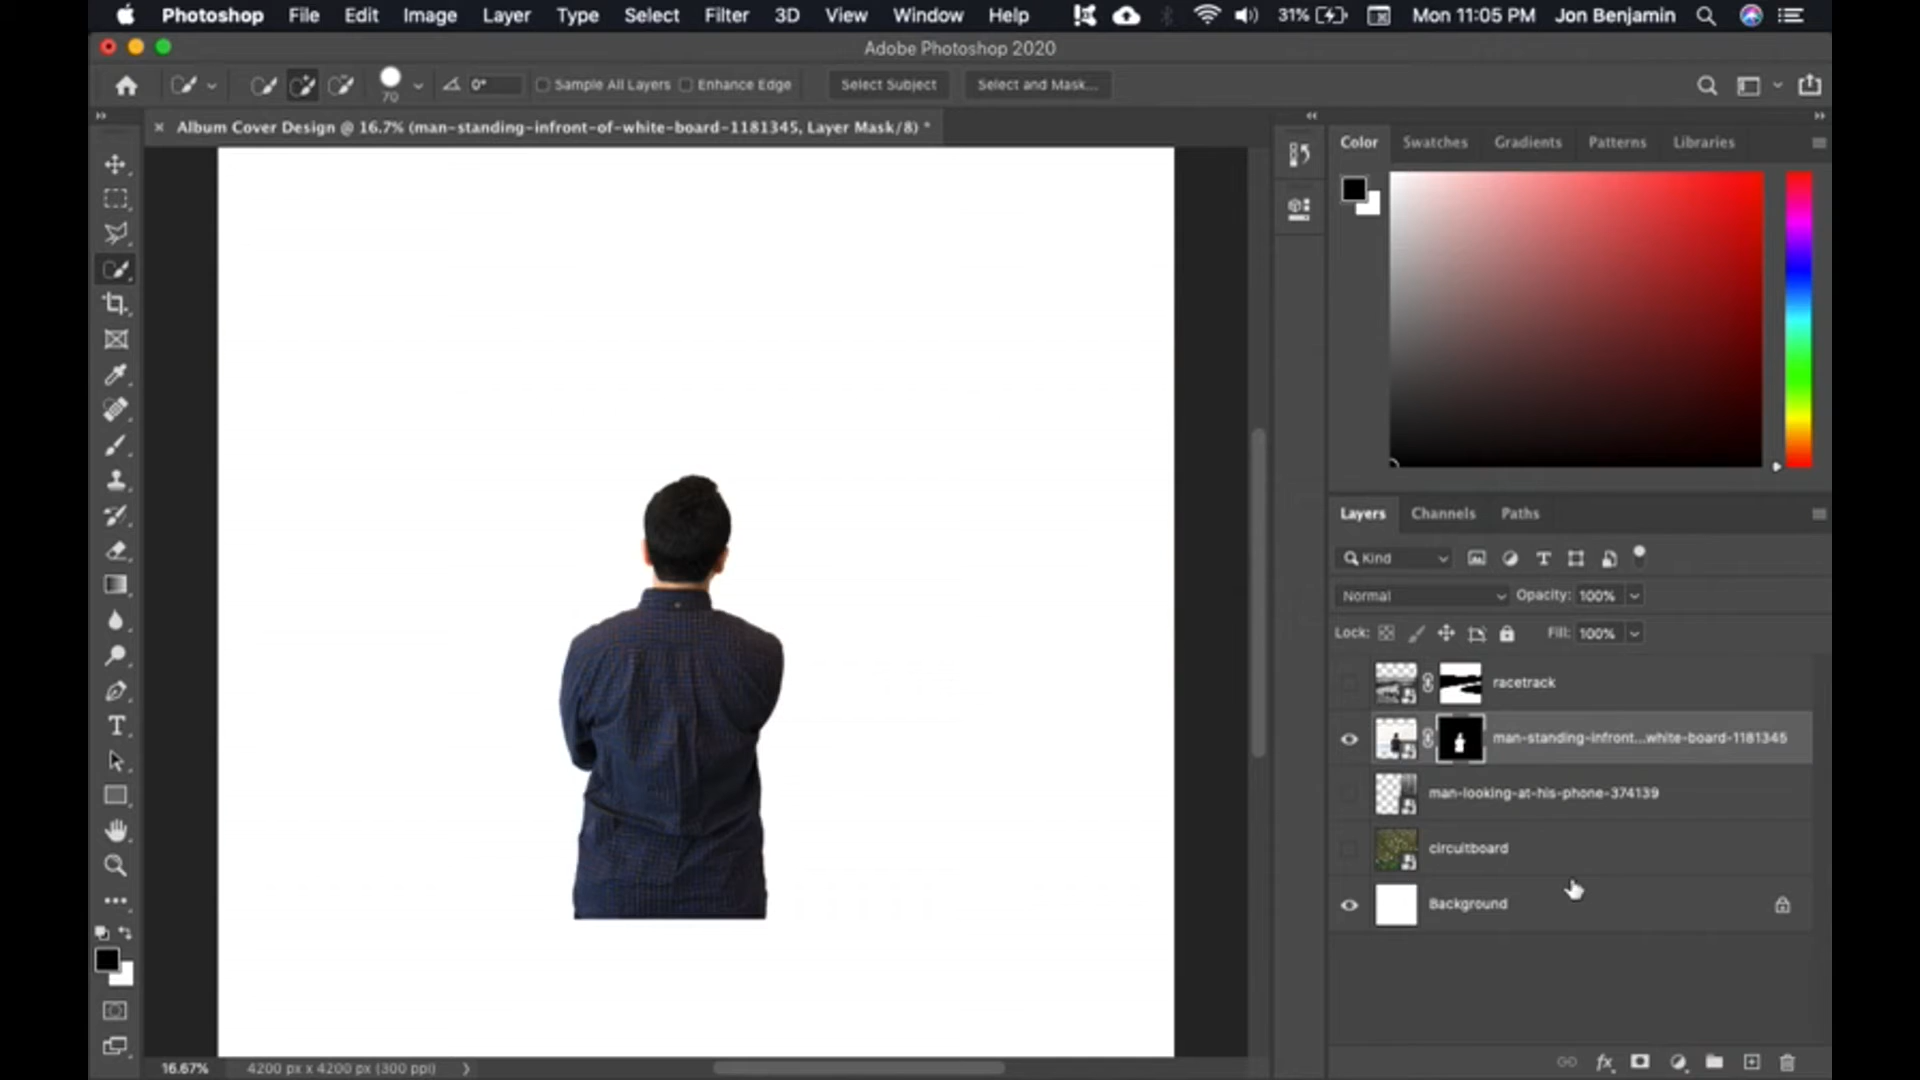 Photoshop File Edit Image Layer Type Select Filter 3D View Window Help 31% Mon 11:05 PM Jon Benjamin
Adobe Photoshop 2020
70 0° Sample All Layers Enhance Edge Select Subject Select and Mask...
Album Cover Design @ 16.7% (man-standing-infront-of-white-board-1181345, Layer Mask/8) *
Color Swatches Gradients Patterns Libraries
Layers Channels Paths
Kind
Normal Opacity: 100%
Lock: Fill: 100%
racetrack
man-standing-infront...white-board-1181345
man-looking-at-his-phone-374139
circuitboard
Background
16.67% 4200 px x 4200 px (300 ppi)